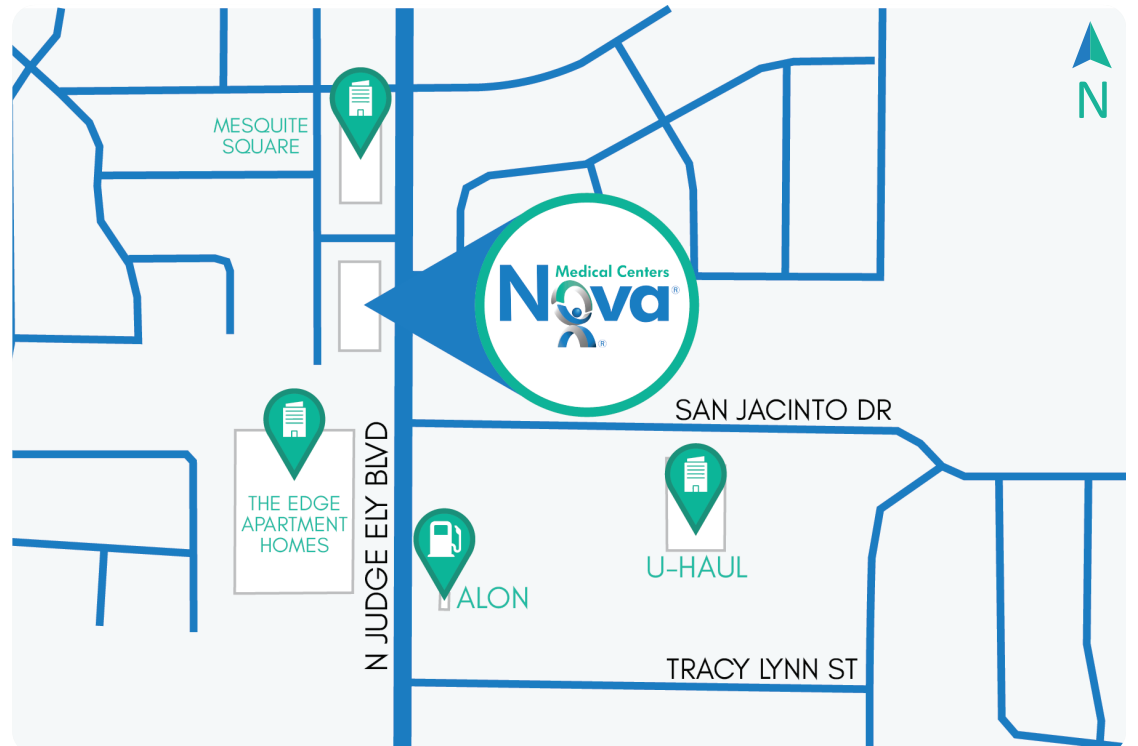 N
MESQUITE
SQUARE
Medical Centers
Nova®
®
SAN JACINTO DR
N JUDGE ELY BLVD
THE EDGE
APARTMENT
HOMES
U-HAUL
ALON
TRACY LYNN ST